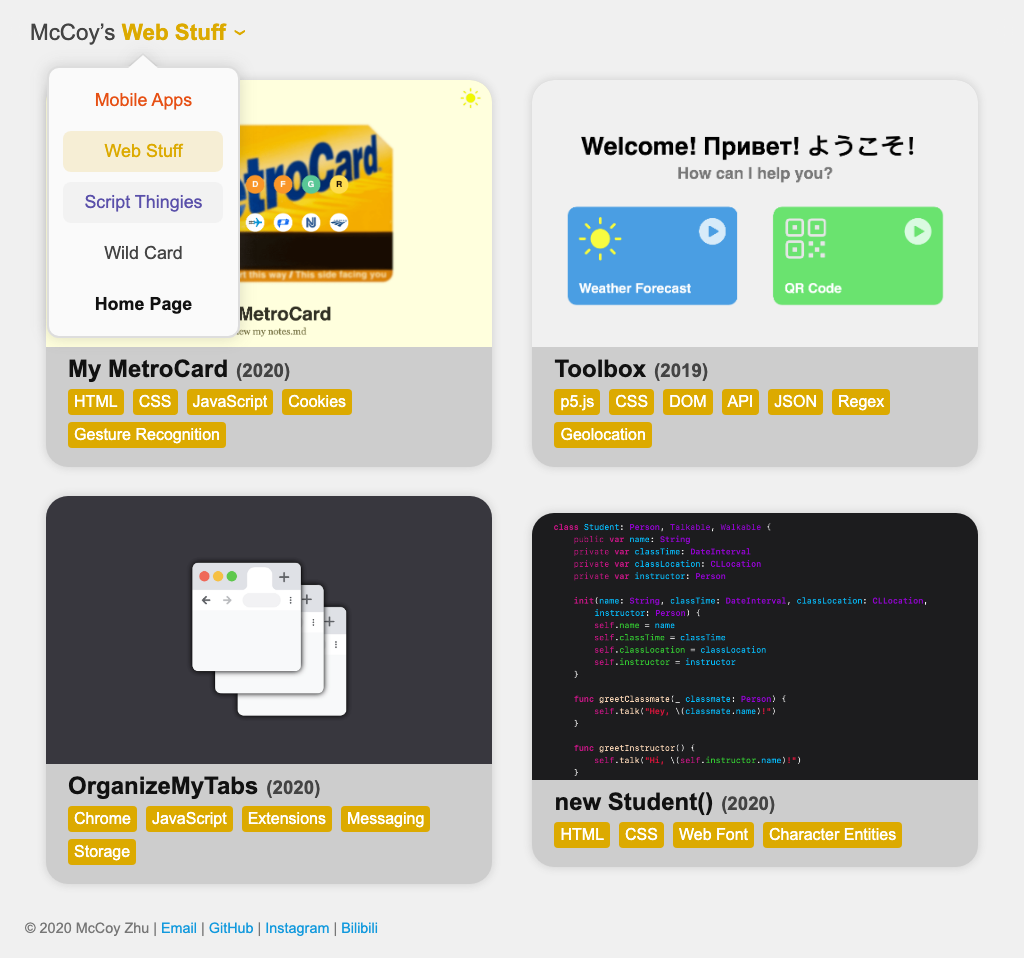 McCoy’s Web Stuff
Mobile Apps
Web Stuff
Script Thingies
Wild Card
Home Page
troCard
D F G R
NJ
rt this way / This side facing you
MetroCard
ew my notes.md
My MetroCard (2020)
HTML CSS JavaScript Cookies
Gesture Recognition
Welcome! Привет! ようこそ!
How can I help you?
Weather Forecast
QR Code
Toolbox (2019)
p5.js CSS DOM API JSON Regex
Geolocation
OrganizeMyTabs (2020)
Chrome JavaScript Extensions Messaging
Storage
class Student: Person, Talkable, Walkable {
public var name: String
private var classTime: DateInterval
private var classLocation: CLLocation
private var instructor: Person
init(name: String, classTime: DateInterval, classLocation: CLLocation,
instructor: Person) {
self.name = name
self.classTime = classTime
self.classLocation = classLocation
self.instructor = instructor
}
func greetClassmate(_ classmate: Person) {
self.talk("Hey, \(classmate.name)!")
}
func greetInstructor() {
self.talk("Hi, \(self.instructor.name)!")
}
new Student() (2020)
HTML CSS Web Font Character Entities
© 2020 McCoy Zhu | Email | GitHub | Instagram | Bilibili